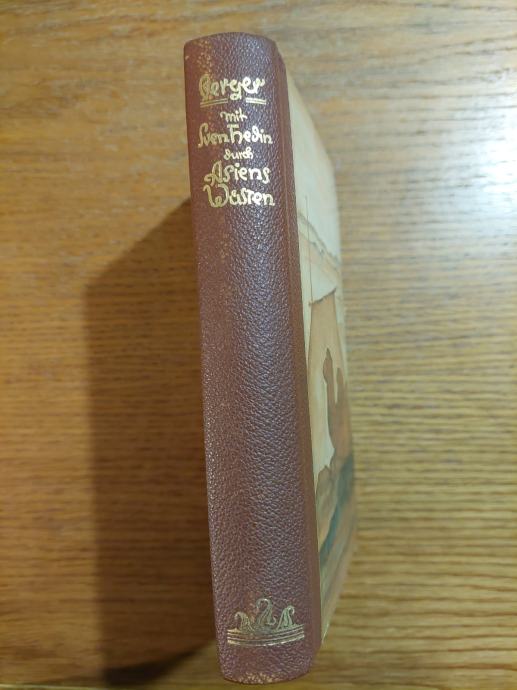 Berger
mit
Sven Hedin
durch
Asiens
Wüsten